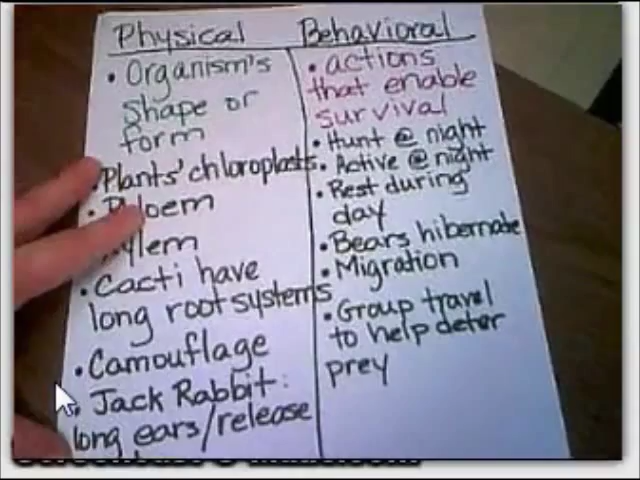 Physical
• Organism's
shape or
form
• Plants' chloroplasts
• Phloem
Xylem
• Cacti have
long root systems
• Camouflage
• Jack Rabbit:
long ears/release
Behavioral
• actions
that enable
survival
• Hunt @ night
• Active @ night
• Rest during
day
• Bears hibernate
• Migration
• Group travel
to help deter
prey